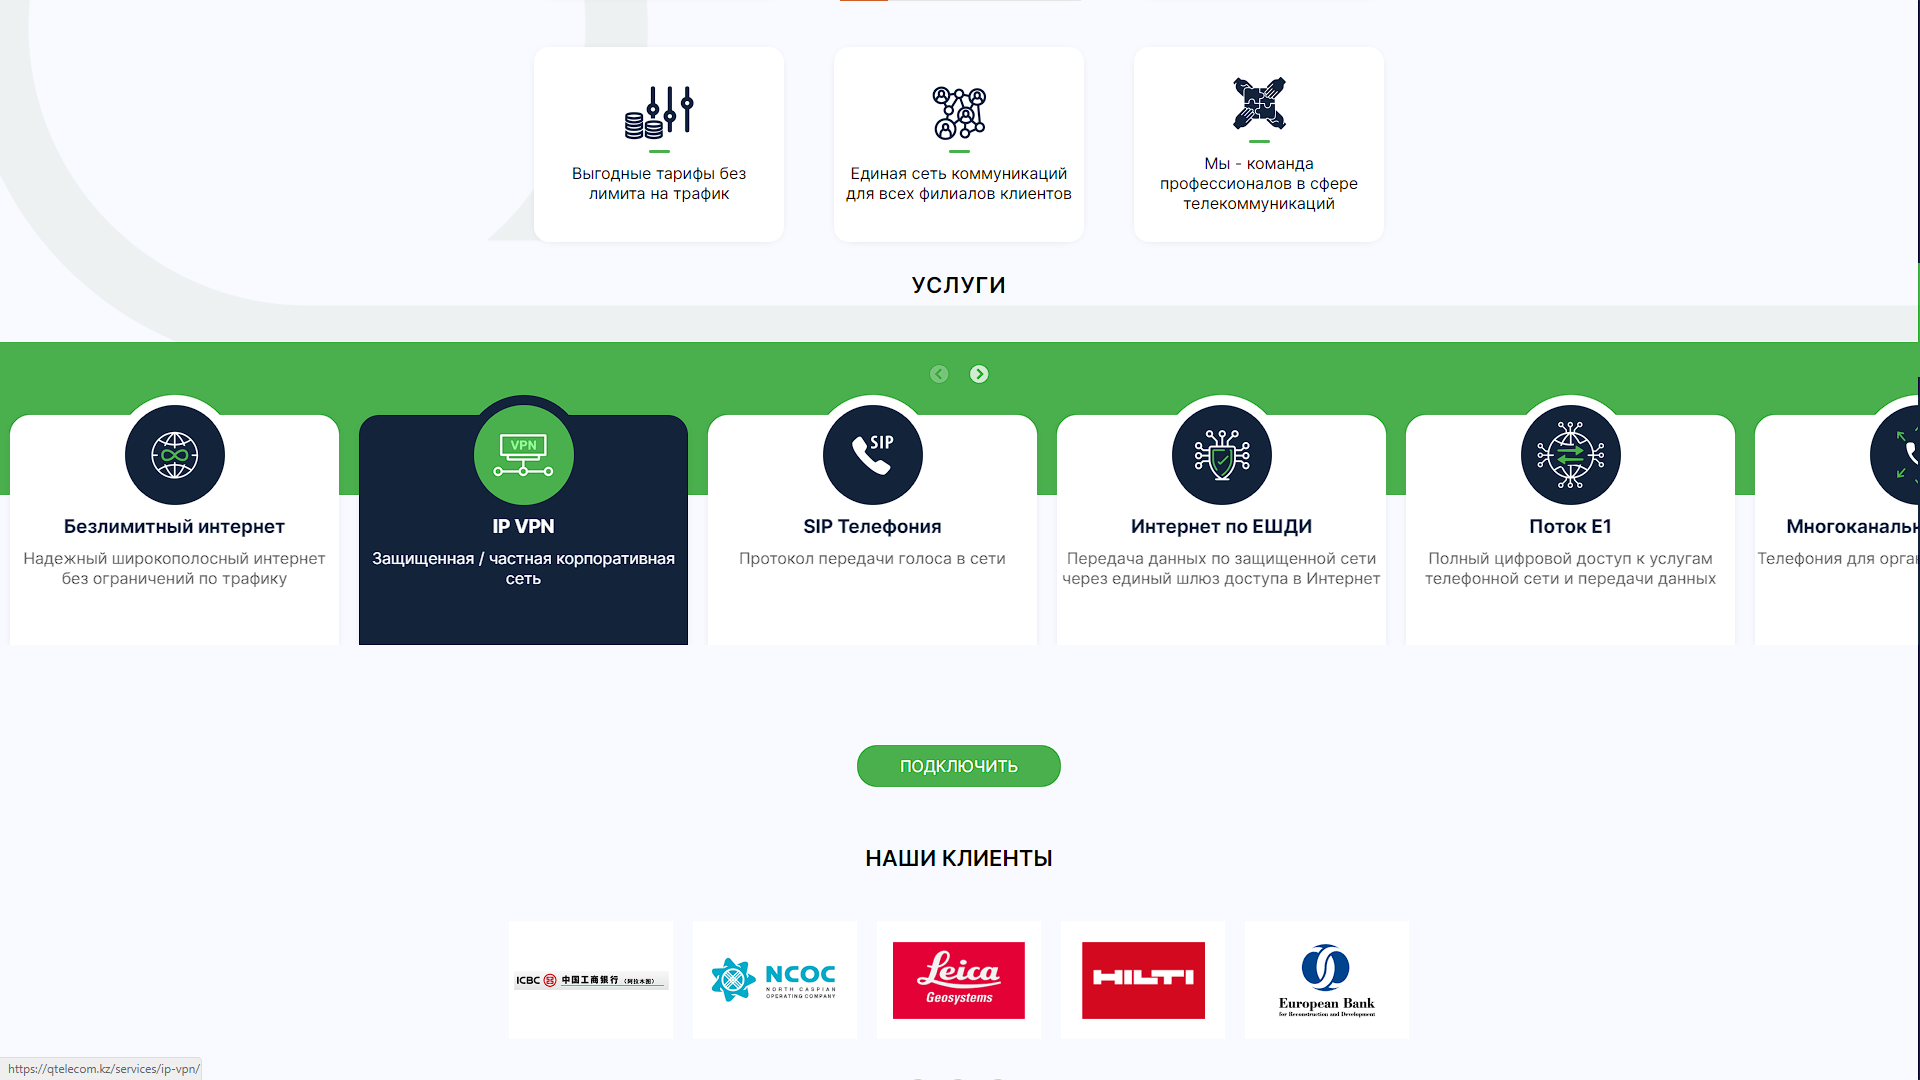 Выгодные тарифы без
лимита на трафик
Единая сеть коммуникаций
для всех филиалов клиентов
Мы - команда
профессионалов в сфере
телекоммуникаций
УСЛУГИ
VPN
SIP
Безлимитный интернет
Надежный широкополосный интернет
без ограничений по трафику
IP VPN
Защищенная / частная корпоративная
сеть
SIP Телефония
Протокол передачи голоса в сети
Интернет по ЕШДИ
Передача данных по защищенной сети
через единый шлюз доступа в Интернет
Поток Е1
Полный цифровой доступ к услугам
телефонной сети и передачи данных
Многоканальн
Телефония для орган
ПОДКЛЮЧИТЬ
НАШИ КЛИЕНТЫ
ICBC 中国工商银行 (阿拉木图)
NCOC
NORTH CASPIAN
OPERATING COMPANY
Leica
Geosystems
HILTI
European Bank
for Reconstruction and Development
https://qtelecom.kz/services/ip-vpn/